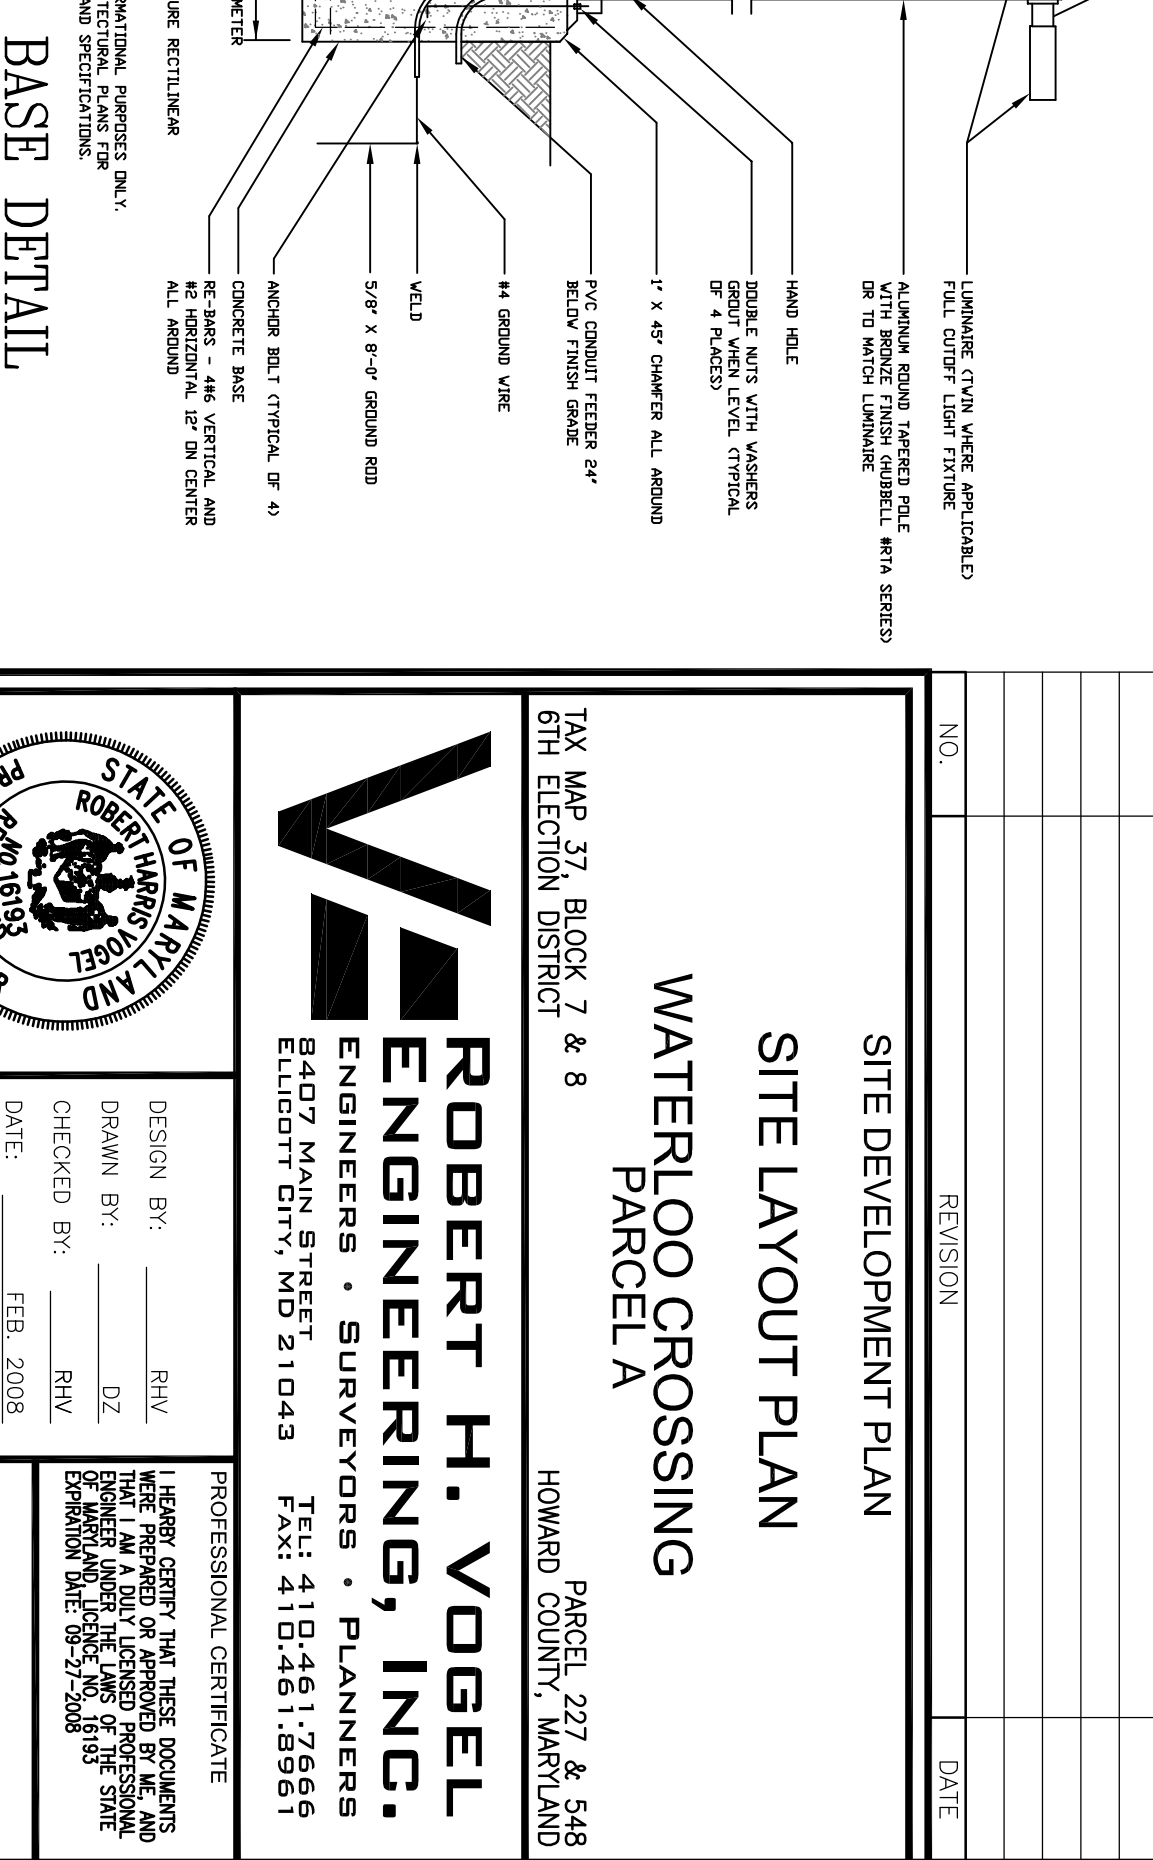 LUMINAIRE (TWIN WHERE APPLICABLE)
FULL CUTOFF LIGHT FIXTURE
ALUMINUM ROUND TAPERED POLE
WITH BRONZE FINISH (HUBBELL #RTA SERIES)
OR TO MATCH LUMINAIRE
HAND HOLE
DOUBLE NUTS WITH WASHERS
GROUT WHEN LEVEL (TYPICAL
OF 4 PLACES)
1" X 45° CHAMFER ALL AROUND
PVC CONDUIT FEEDER 24"
BELOW FINISH GRADE
#4 GROUND WIRE
WELD
5/8" X 8'-0" GROUND ROD
ANCHOR BOLT (TYPICAL OF 4)
CONCRETE BASE
RE-BARS - 4#6 VERTICAL AND
#2 HORIZONTAL 12" ON CENTER
ALL AROUND
METER
URE RECTILINEAR
RMATIONAL PURPOSES ONLY.
TECTURAL PLANS FOR
AND SPECIFICATIONS.
BASE DETAIL
NO. REVISION DATE
SITE DEVELOPMENT PLAN
SITE LAYOUT PLAN
WATERLOO CROSSING
PARCEL A
TAX MAP 37, BLOCK 7 & 8 PARCEL 227 & 548
6TH ELECTION DISTRICT HOWARD COUNTY, MARYLAND
ROBERT H. VOGEL
ENGINEERING, INC.
ENGINEERS • SURVEYORS • PLANNERS
8407 MAIN STREET TEL: 410.461.7666
ELLICOTT CITY, MD 21043 FAX: 410.461.8961
STATE OF MARYLAND
ROBERT HARRIS VOGEL
No. 16193
DESIGN BY: RHV
DRAWN BY: DZ
CHECKED BY: RHV
DATE: FEB. 2008
PROFESSIONAL CERTIFICATE
I HEARBY CERTIFY THAT THESE DOCUMENTS
WERE PREPARED OR APPROVED BY ME, AND
THAT I AM A DULY LICENSED PROFESSIONAL
ENGINEER UNDER THE LAWS OF THE STATE
OF MARYLAND, LICENCE NO. 16193
EXPIRATION DATE: 09-27-2008